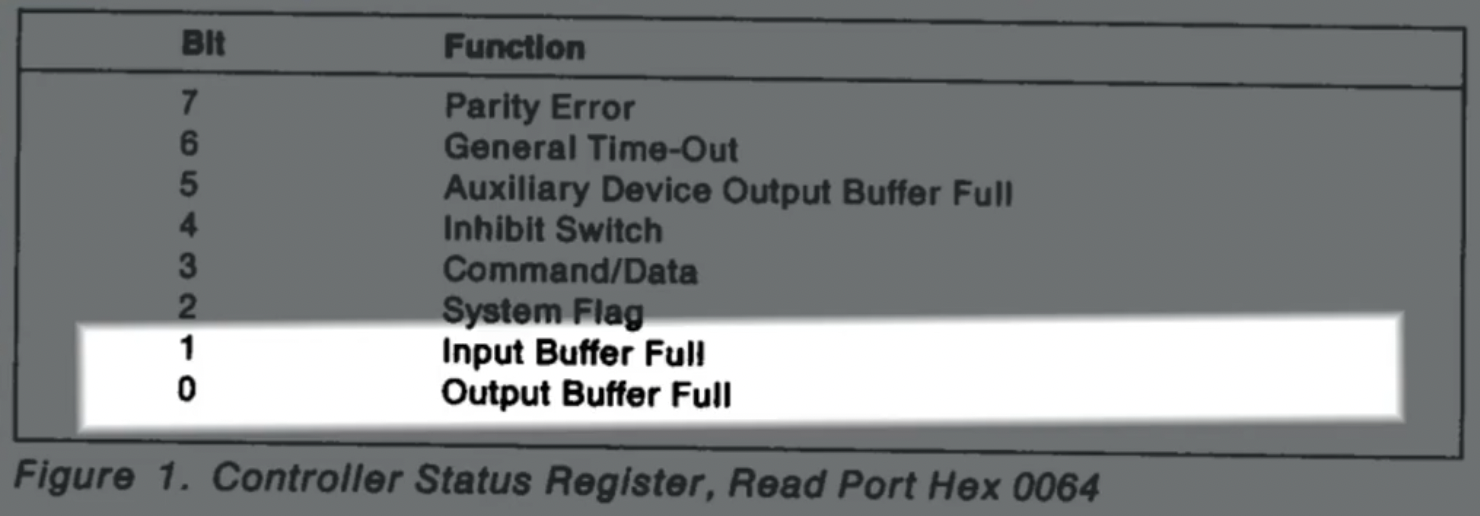 Bit Function
7 Parity Error
6 General Time-Out
5 Auxiliary Device Output Buffer Full
4 Inhibit Switch
3 Command/Data
2 System Flag
1 Input Buffer Full
0 Output Buffer Full
Figure 1. Controller Status Register, Read Port Hex 0064